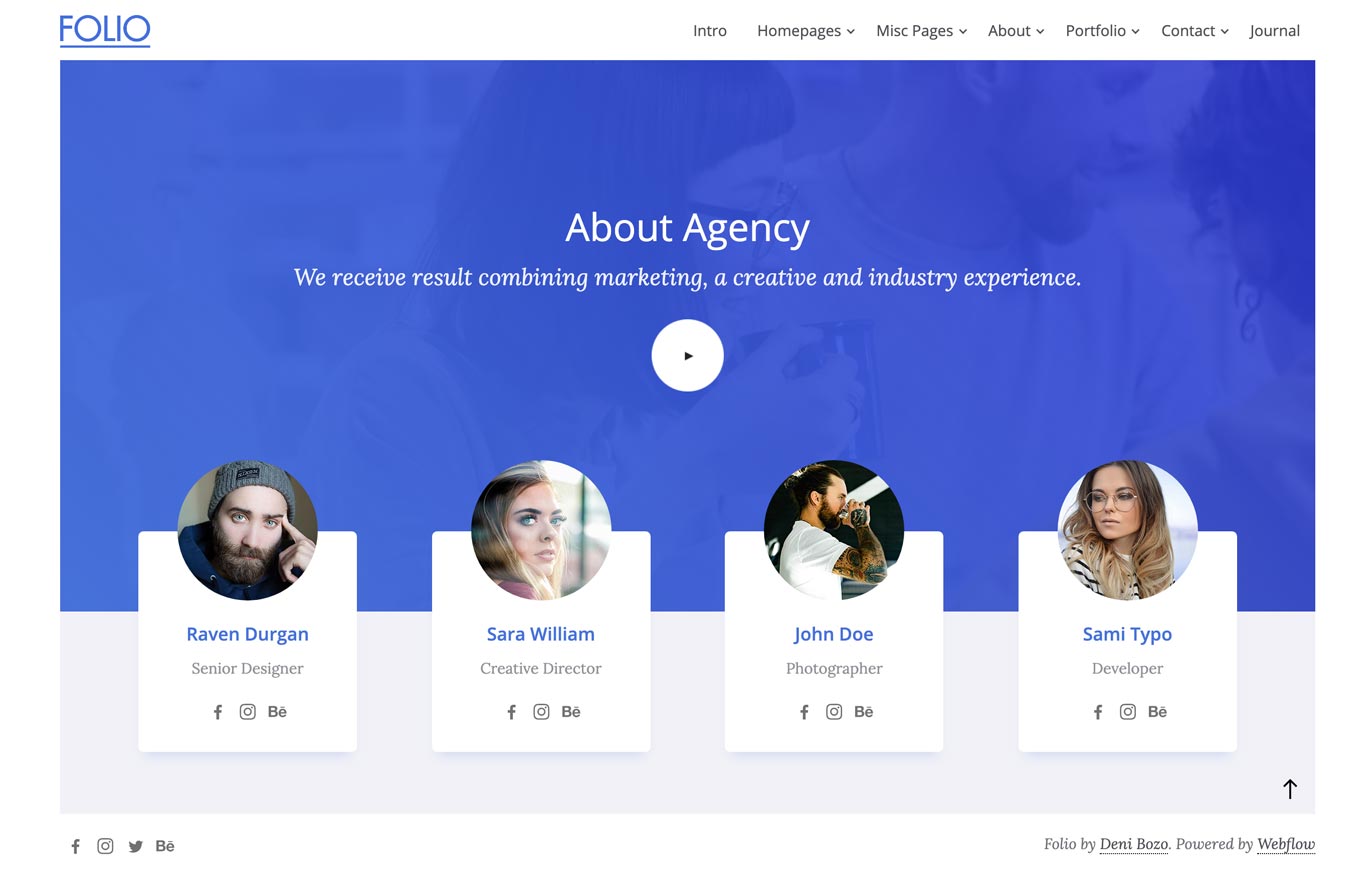 FOLIO
Intro Homepages Misc Pages About Portfolio Contact Journal
About Agency
We receive result combining marketing, a creative and industry experience.
Raven Durgan
Senior Designer
Bē
Sara William
Creative Director
Bē
John Doe
Photographer
Bē
Sami Typo
Developer
Bē
Bē
Folio by Deni Bozo. Powered by Webflow